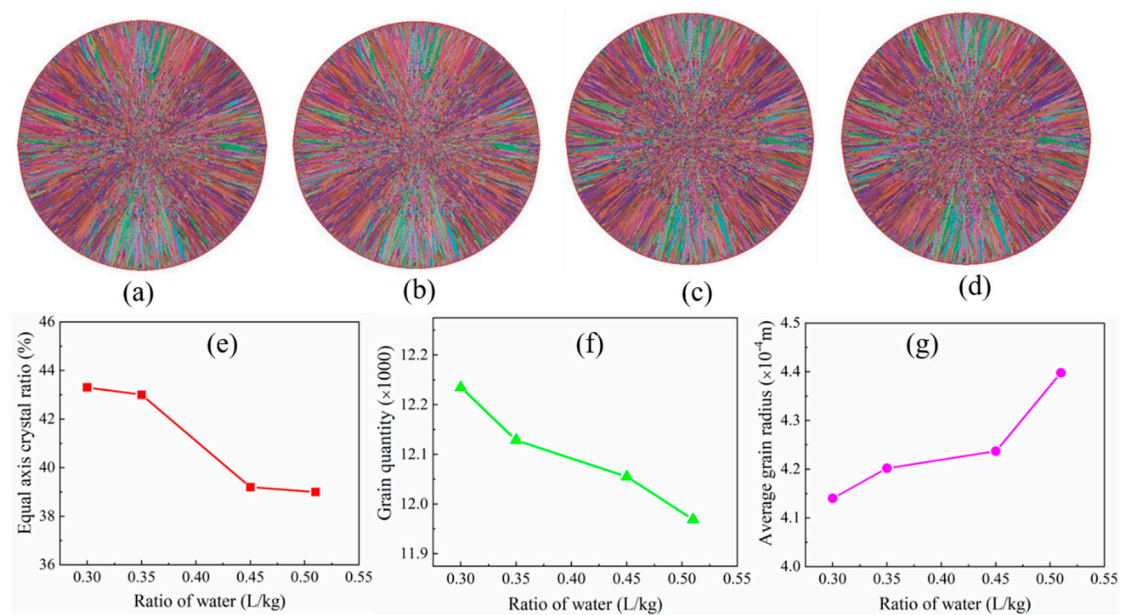 (a)
(b)
(c)
(d)
(e)
Equal axis crystal ratio (%)
46
44
42
40
38
36
0.30 0.35 0.40 0.45 0.50 0.55
Ratio of water (L/kg)
(f)
Grain quantity (×1000)
12.2
12.2
12.1
12.0
11.9
0.30 0.35 0.40 0.45 0.50 0.55
Ratio of water (L/kg)
(g)
Average grain radius (×10⁻⁴m)
4.5
4.4
4.3
4.2
4.1
4.0
0.30 0.35 0.40 0.45 0.50 0.55
Ratio of water (L/kg)